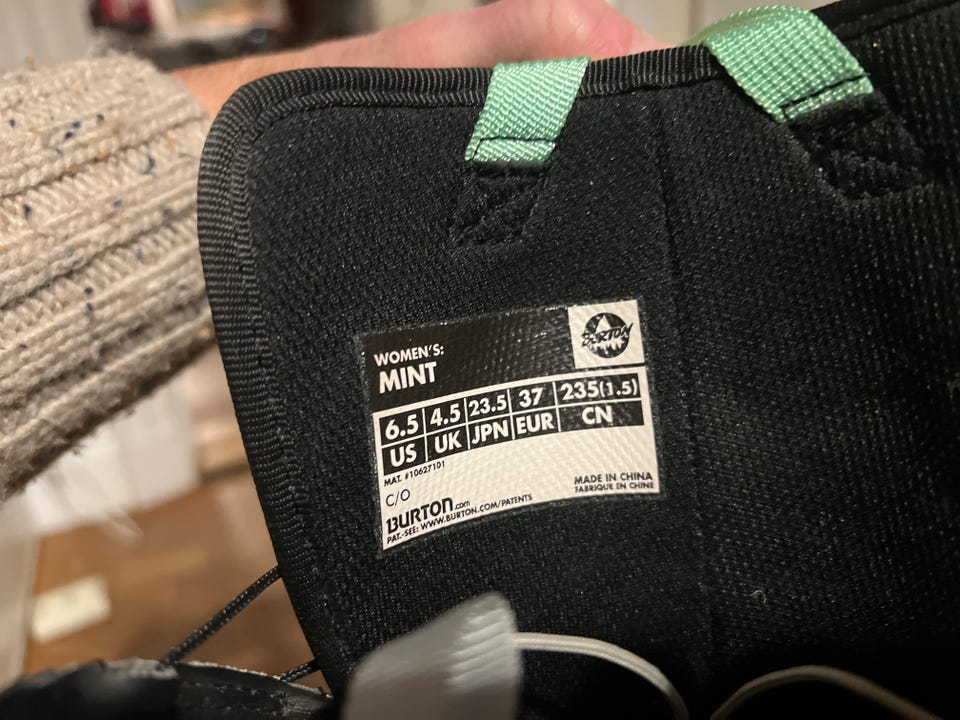 BURTON
WOMEN'S:
MINT
6.5 4.5 23.5 37 235(1.5)
US UK JPN EUR CN
MAT. #10627101
C/O
BURTON.com
PAT.-SEE: WWW.BURTON.COM/PATENTS
MADE IN CHINA
FABRIQUE EN CHINE